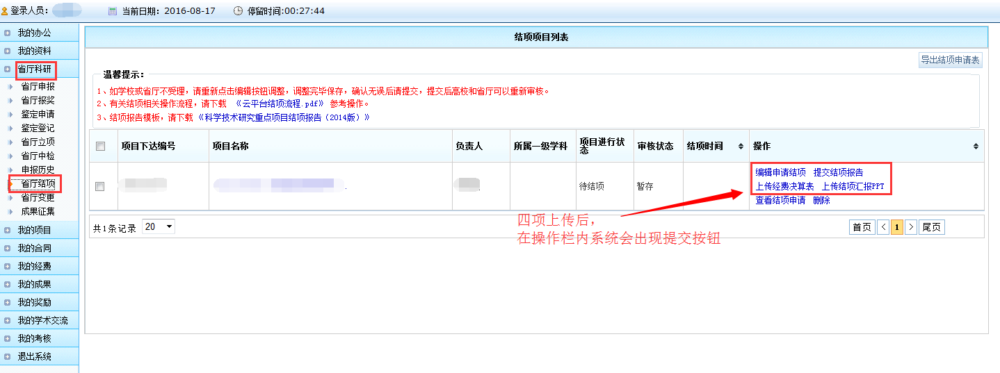 登录人员：
当前日期：2016-08-17
停留时间:00:27:44
我的办公
我的资料
省厅科研
省厅申报
省厅报奖
鉴定申请
鉴定登记
省厅立项
省厅中检
申报历史
省厅结项
省厅变更
成果征集
我的项目
我的合同
我的经费
我的成果
我的奖励
我的学术交流
我的考核
退出系统
结项项目列表
导出结项申请表
温馨提示：
1、如学校或省厅不受理，请重新点击编辑按钮调整，调整完毕保存，确认无误后请提交，提交后高校和省厅可以重新审核。
2、有关结项相关操作流程，请下载 《云平台结项流程.pdf》 参考操作。
3、结项报告模板，请下载《科学技术研究重点项目结项报告（2014版）》
项目下达编号 项目名称 负责人 所属一级学科 项目进行状态 审核状态 结项时间 操作
待结项 暂存
编辑申请结项 提交结项报告
上传经费决算表 上传结项汇报PPT
查看结项申请 删除
四项上传后，
在操作栏内系统会出现提交按钮
共1条记录 20
首页 < 1 > 尾页